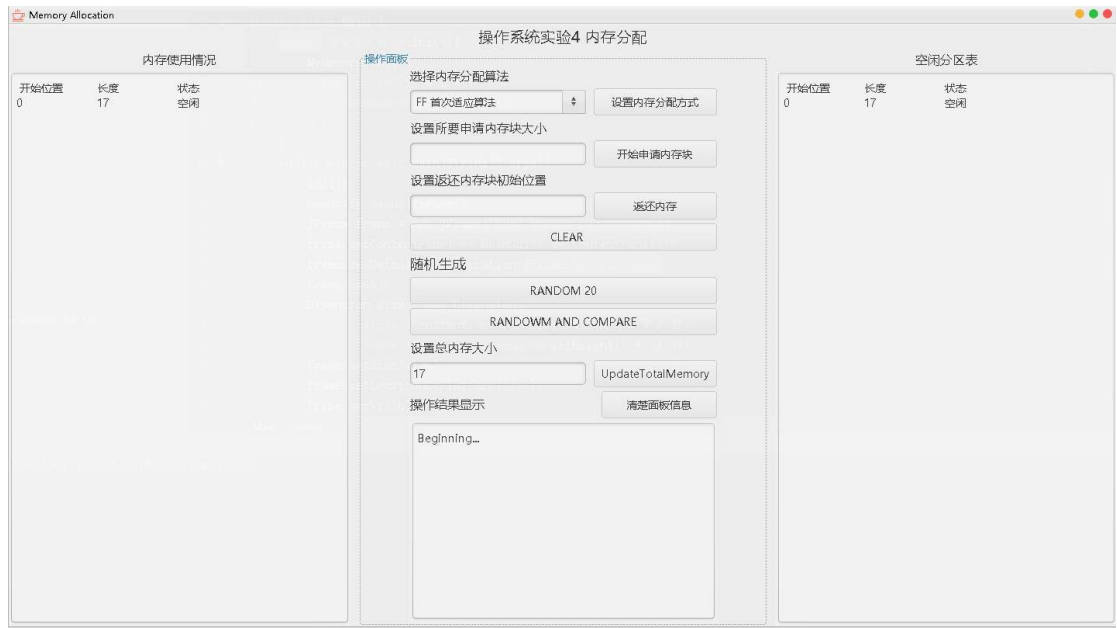 Memory Allocation
操作系统实验4 内存分配
内存使用情况
开始位置 长度 状态
0 17 空闲
操作面板
选择内存分配算法
FF 首次适应算法 设置内存分配方式
设置所要申请内存块大小
开始申请内存块
设置返还内存块初始位置
返还内存
CLEAR
随机生成
RANDOM 20
RANDOWM AND COMPARE
设置总内存大小
17 UpdateTotalMemory
操作结果显示 清楚面板信息
Beginning...
空闲分区表
开始位置 长度 状态
0 17 空闲